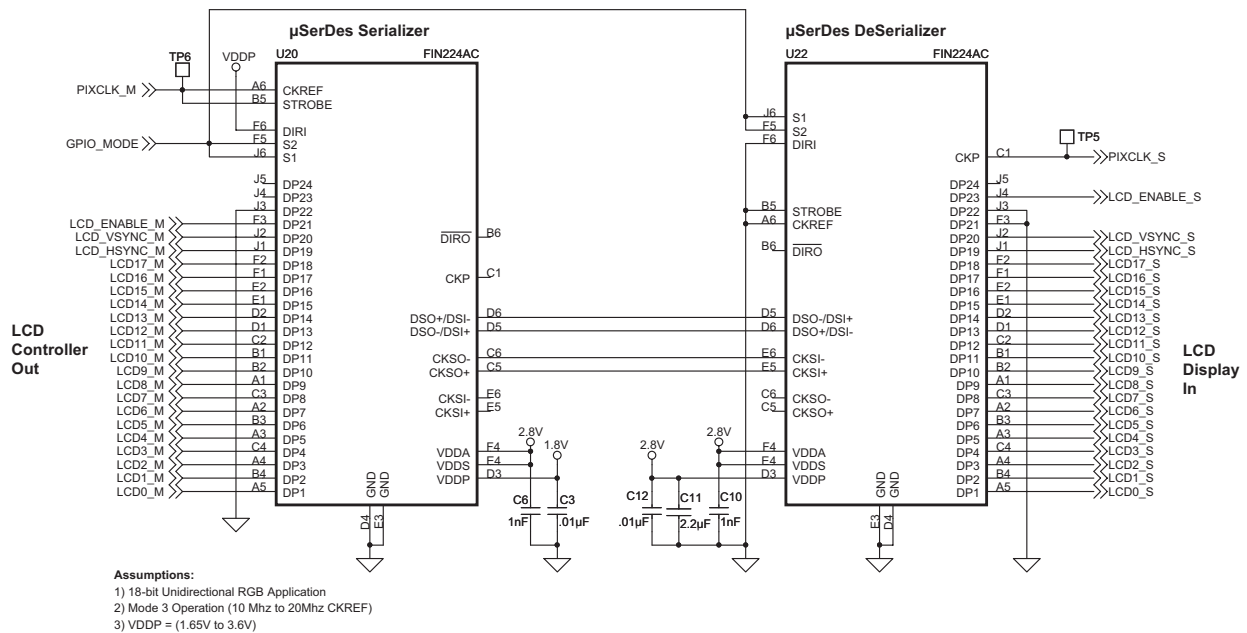 µSerDes Serializer
µSerDes DeSerializer
U20
FIN224AC
U22
FIN224AC
TP6
VDDP
PIXCLK_M
A6
CKREF
B5
STROBE
F6
DIRI
GPIO_MODE
F5
S2
J6
S1
J5
DP24
J4
DP23
J3
DP22
LCD_ENABLE_M
F3
DP21
LCD_VSYNC_M
J2
DP20
LCD_HSYNC_M
J1
DP19
LCD17_M
F2
DP18
LCD16_M
F1
DP17
LCD15_M
E2
DP16
LCD14_M
E1
DP15
LCD13_M
D2
DP14
LCD12_M
D1
DP13
LCD11_M
C2
DP12
LCD10_M
B1
DP11
LCD9_M
B2
DP10
LCD8_M
A1
DP9
LCD7_M
C3
DP8
LCD6_M
A2
DP7
LCD5_M
B3
DP6
LCD4_M
A3
DP5
LCD3_M
C4
DP4
LCD2_M
A4
DP3
LCD1_M
B4
DP2
LCD0_M
A5
DP1
LCD
Controller
Out
DIRO
B6
CKP
C1
DSO+/DSI-
D6
DSO-/DSI+
D5
CKSO-
C6
CKSO+
C5
CKSI-
E6
CKSI+
E5
VDDA
F4
VDDS
E4
VDDP
D3
GND
GND
D4
E3
2.8V
1.8V
C6
1nF
C3
.01µF
2.8V
2.8V
C12
.01µF
C11
2.2µF
C10
1nF
J6
S1
F5
S2
F6
DIRI
B5
STROBE
A6
CKREF
B6
DIRO
D5
DSO-/DSI+
D6
DSO+/DSI-
E6
CKSI-
E5
CKSI+
C6
CKSO-
C5
CKSO+
F4
VDDA
E4
VDDS
D3
VDDP
GND
GND
E3
D4
TP5
CKP
C1
PIXCLK_S
DP24
J5
DP23
J4
LCD_ENABLE_S
DP22
J3
DP21
F3
DP20
J2
LCD_VSYNC_S
DP19
J1
LCD_HSYNC_S
DP18
F2
LCD17_S
DP17
F1
LCD16_S
DP16
E2
LCD15_S
DP15
E1
LCD14_S
DP14
D2
LCD13_S
DP13
D1
LCD12_S
DP12
C2
LCD11_S
DP11
B1
LCD10_S
DP10
B2
LCD9_S
DP9
A1
LCD8_S
DP8
C3
LCD7_S
DP7
A2
LCD6_S
DP6
B3
LCD5_S
DP5
A3
LCD4_S
DP4
C4
LCD3_S
DP3
A4
LCD2_S
DP2
B4
LCD1_S
DP1
A5
LCD0_S
LCD
Display
In
Assumptions:
1) 18-bit Unidirectional RGB Application
2) Mode 3 Operation (10 Mhz to 20Mhz CKREF)
3) VDDP = (1.65V to 3.6V)